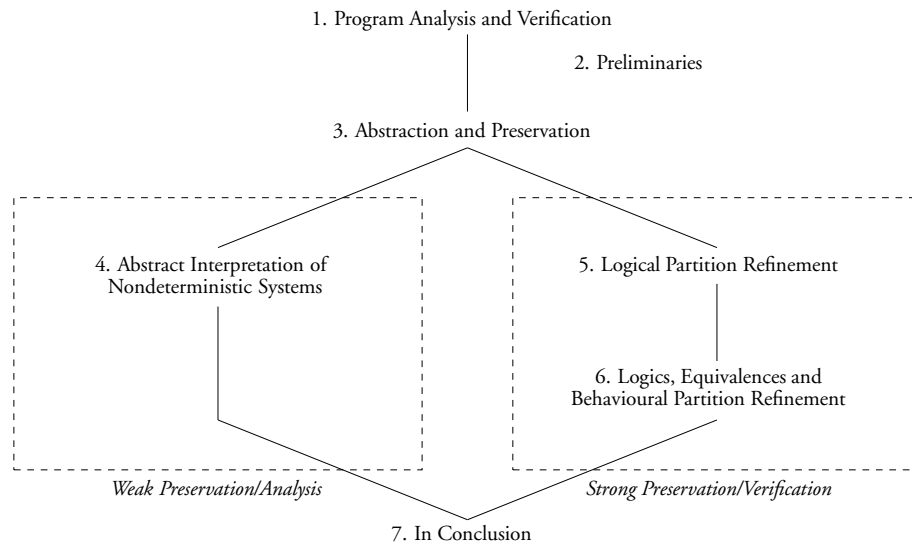 1. Program Analysis and Verification
2. Preliminaries
3. Abstraction and Preservation
4. Abstract Interpretation of
Nondeterministic Systems
5. Logical Partition Refinement
6. Logics, Equivalences and
Behavioural Partition Refinement
Weak Preservation/Analysis
Strong Preservation/Verification
7. In Conclusion